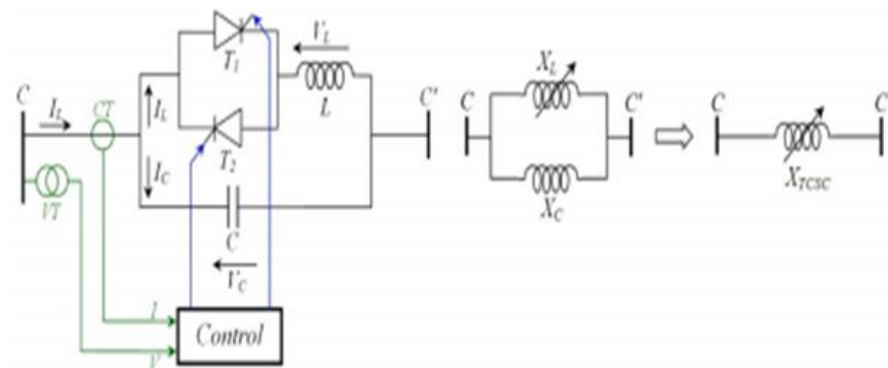 C
I_L
CT
VT
I_L
I_C
T_1
T_2
V_L
L
C
V_C
C'
I
V
Control
C
X_L
X_C
C'
C
X_TCSC
C